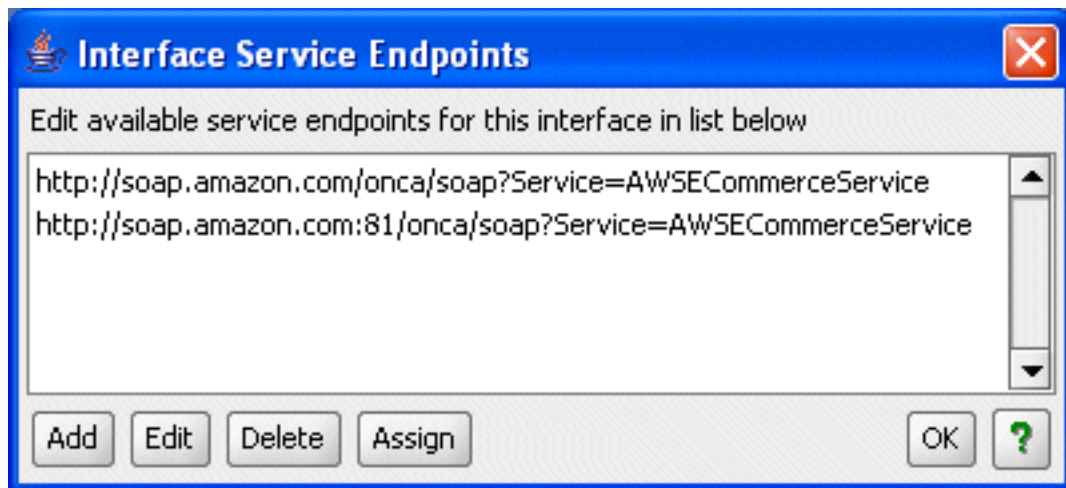 Interface Service Endpoints
Edit available service endpoints for this interface in list below
http://soap.amazon.com/onca/soap?Service=AWSECommerceService
http://soap.amazon.com:81/onca/soap?Service=AWSECommerceService
Add Edit Delete Assign OK ?